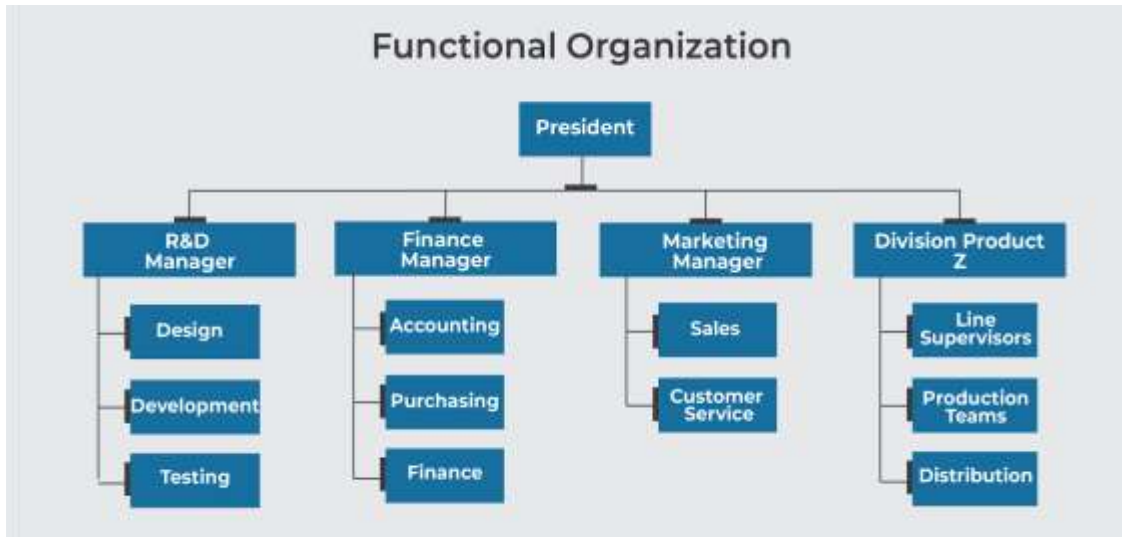 Functional Organization
President
R&D
Manager
Finance
Manager
Marketing
Manager
Division Product
Z
Design
Development
Testing
Accounting
Purchasing
Finance
Sales
Customer
Service
Line
Supervisors
Production
Teams
Distribution